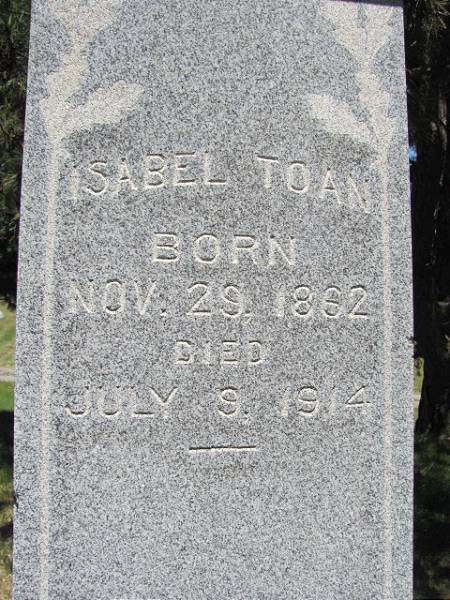 ISABEL TOAN
BORN
NOV. 29, 1862
DIED
JULY 9, 1914